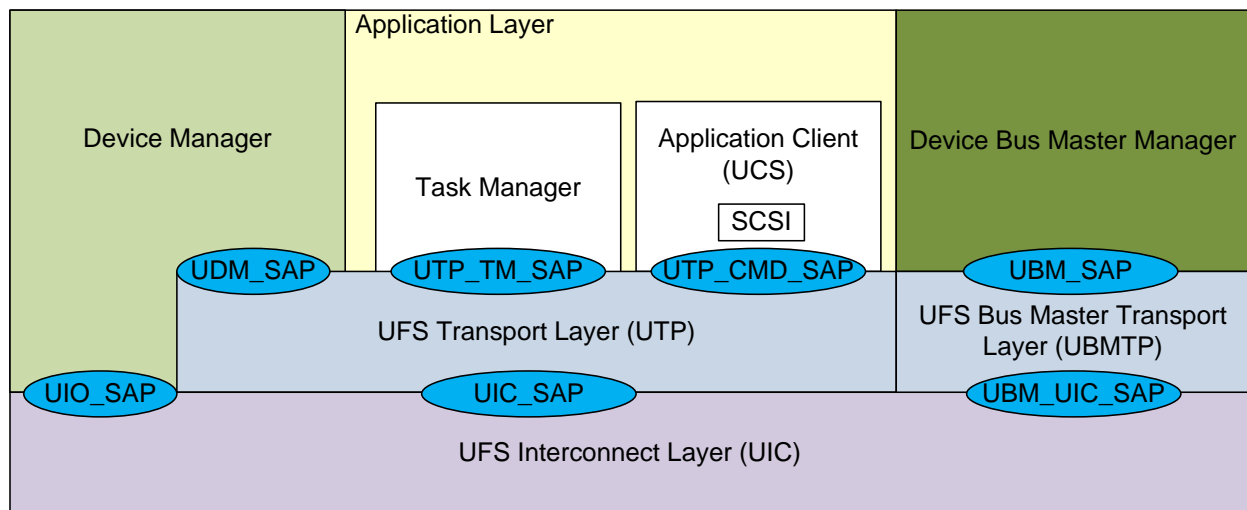 Application Layer
Device Manager
Application Client
(UCS)
Device Bus Master Manager
Task Manager
SCSI
UDM_SAP
UTP_TM_SAP
UTP_CMD_SAP
UBM_SAP
UFS Transport Layer (UTP)
UFS Bus Master Transport
Layer (UBMTP)
UIO_SAP
UIC_SAP
UBM_UIC_SAP
UFS Interconnect Layer (UIC)